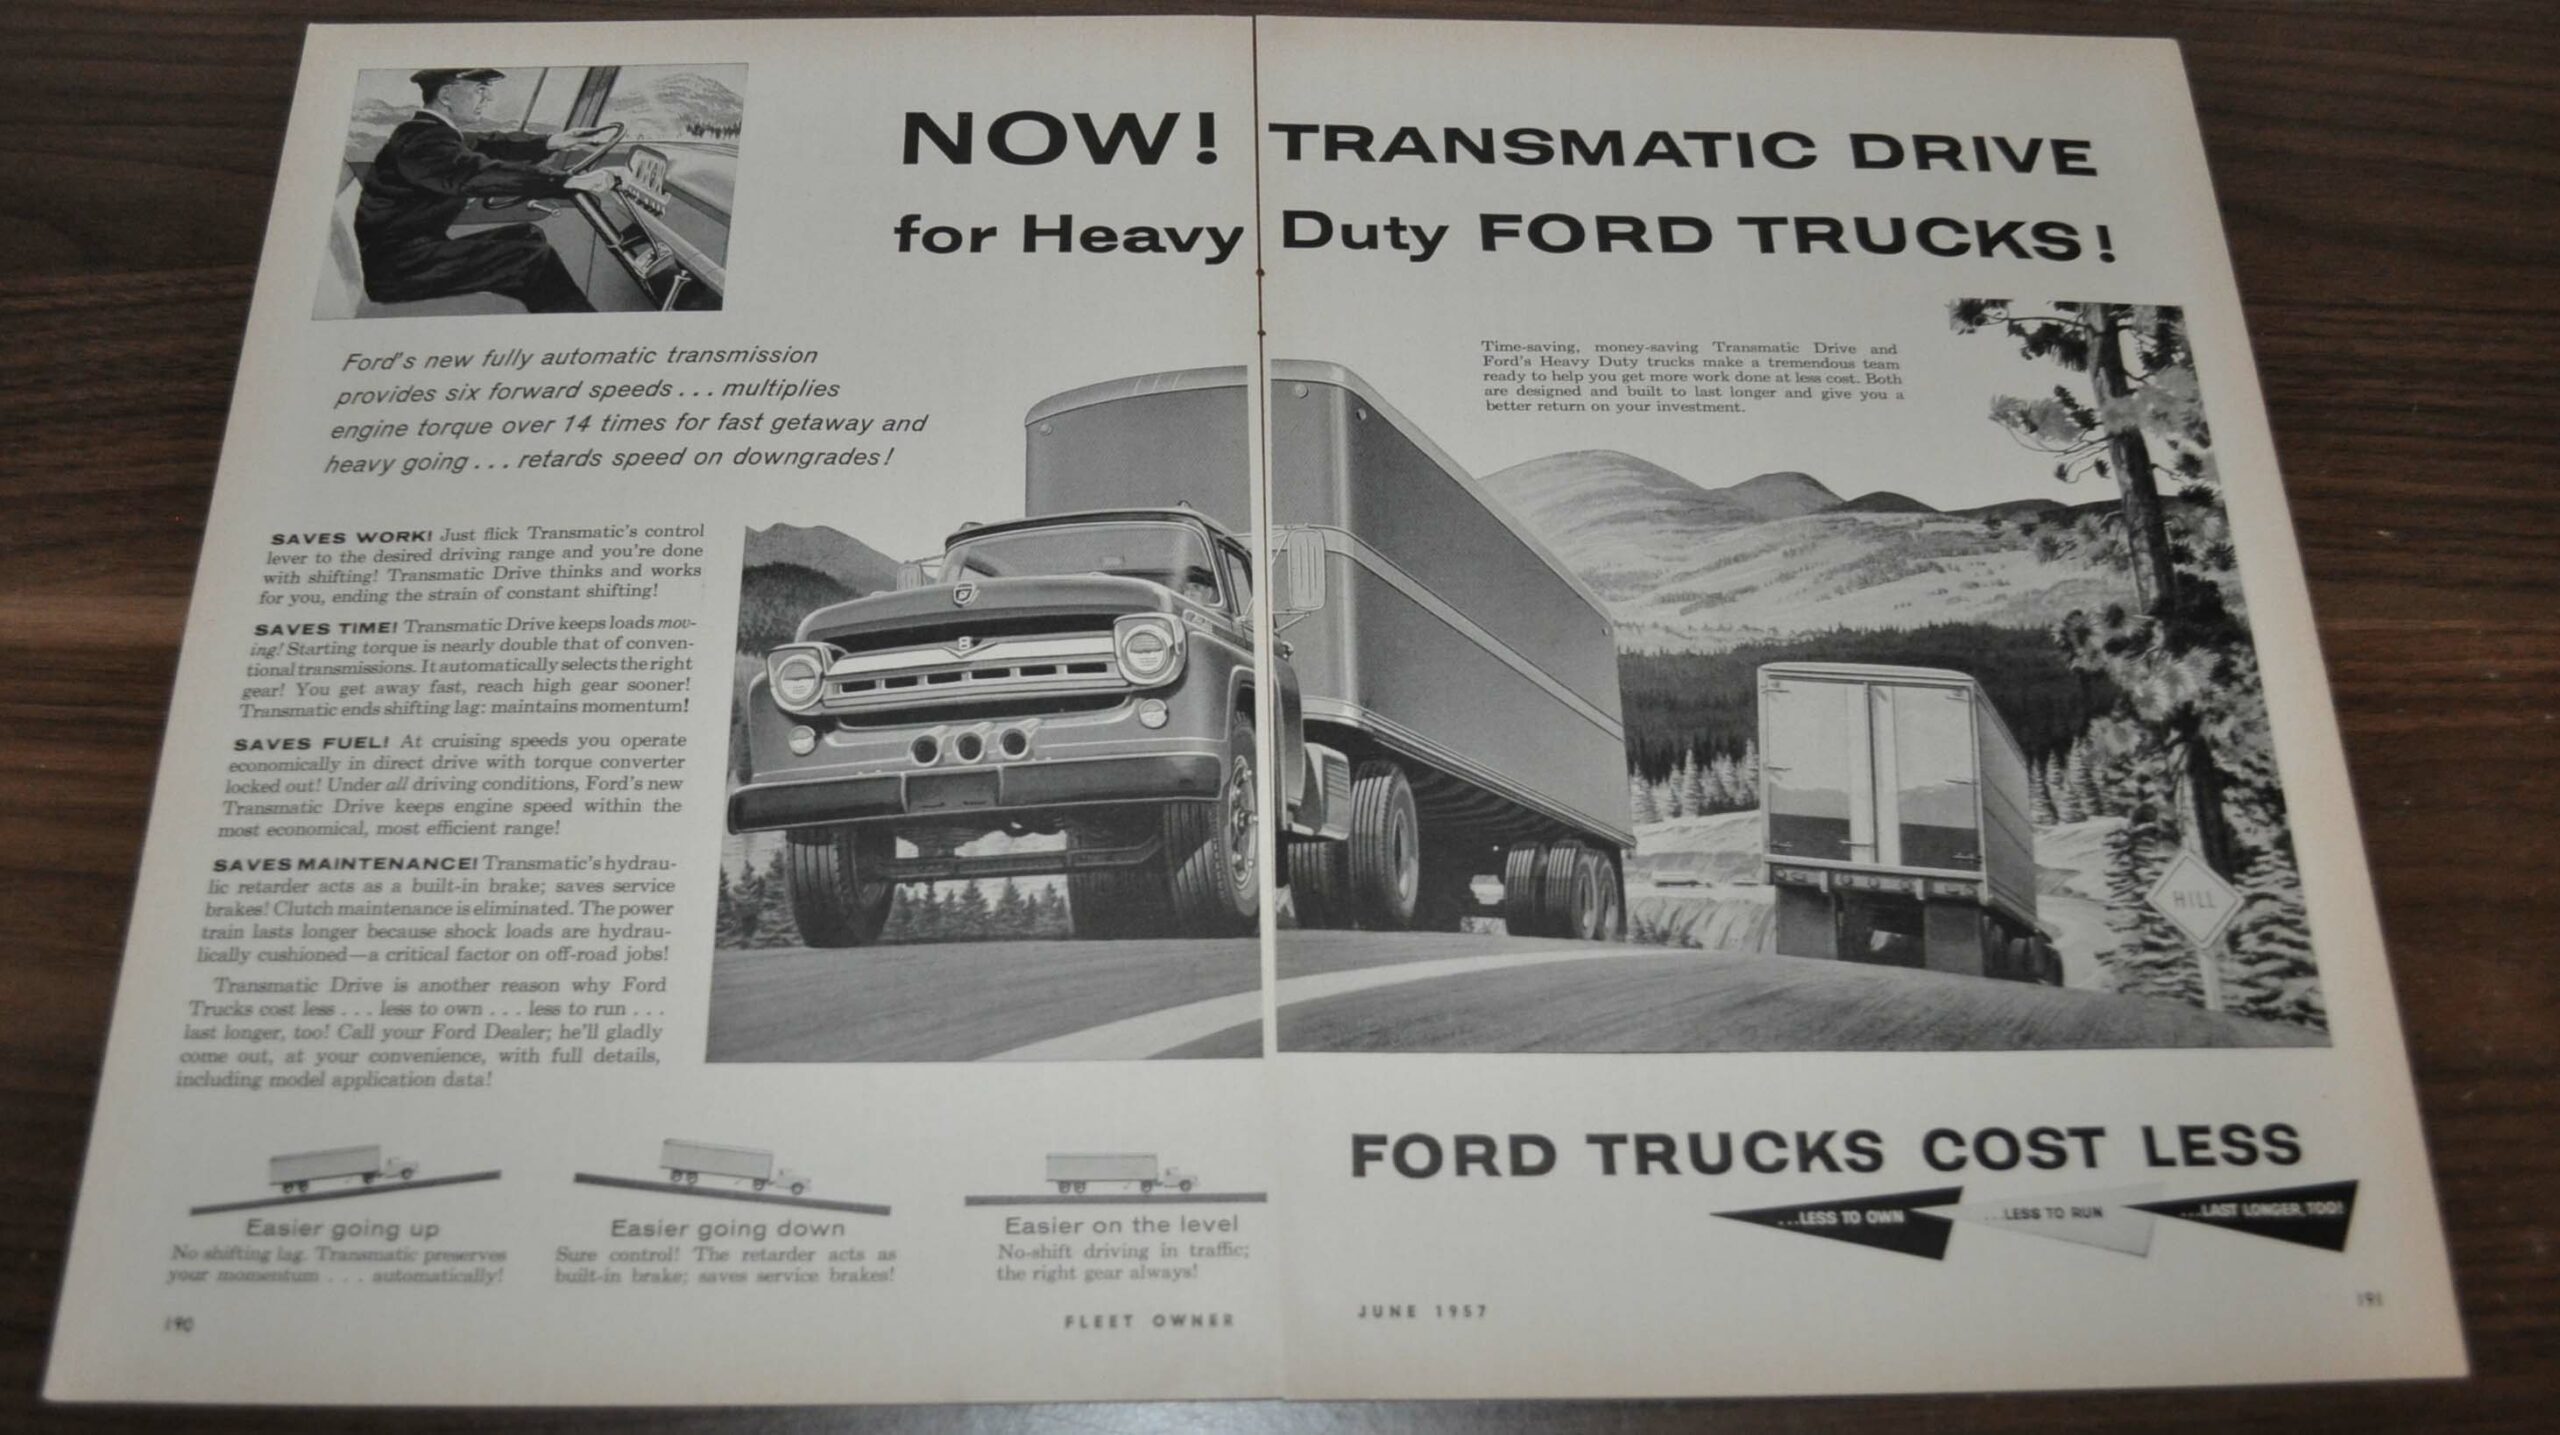 NOW! TRANSMATIC DRIVE
for Heavy Duty FORD TRUCKS!
Ford's new fully automatic transmission
provides six forward speeds . . . multiplies
engine torque over 14 times for fast getaway and
heavy going . . . retards speed on downgrades!
Time-saving, money-saving Transmatic Drive and
Ford's Heavy Duty trucks make a tremendous team
ready to help you get more work done at less cost. Both
are designed and built to last longer and give you a
better return on your investment.
SAVES WORK! Just flick Transmatic's control
lever to the desired driving range and you're done
with shifting! Transmatic Drive thinks and works
for you, ending the strain of constant shifting!
SAVES TIME! Transmatic Drive keeps loads mov-
ing! Starting torque is nearly double that of conven-
tional transmissions. It automatically selects the right
gear! You get away fast, reach high gear sooner!
Transmatic ends shifting lag: maintains momentum!
SAVES FUEL! At cruising speeds you operate
economically in direct drive with torque converter
locked out! Under all driving conditions, Ford's new
Transmatic Drive keeps engine speed within the
most economical, most efficient range!
SAVES MAINTENANCE! Transmatic's hydrau-
lic retarder acts as a built-in brake; saves service
brakes! Clutch maintenance is eliminated. The power
train lasts longer because shock loads are hydrau-
lically cushioned—a critical factor on off-road jobs!
Transmatic Drive is another reason why Ford
Trucks cost less . . . less to own . . . less to run . . .
last longer, too! Call your Ford Dealer; he'll gladly
come out, at your convenience, with full details,
including model application data!
8
HILL
Easier going up
No shifting lag. Transmatic preserves
your momentum . . . automatically!
Easier going down
Sure control! The retarder acts as
built-in brake; saves service brakes!
Easier on the level
No-shift driving in traffic;
the right gear always!
FORD TRUCKS COST LESS
...LESS TO OWN
...LESS TO RUN
...LAST LONGER, TOO!
190
FLEET OWNER
JUNE 1957
191